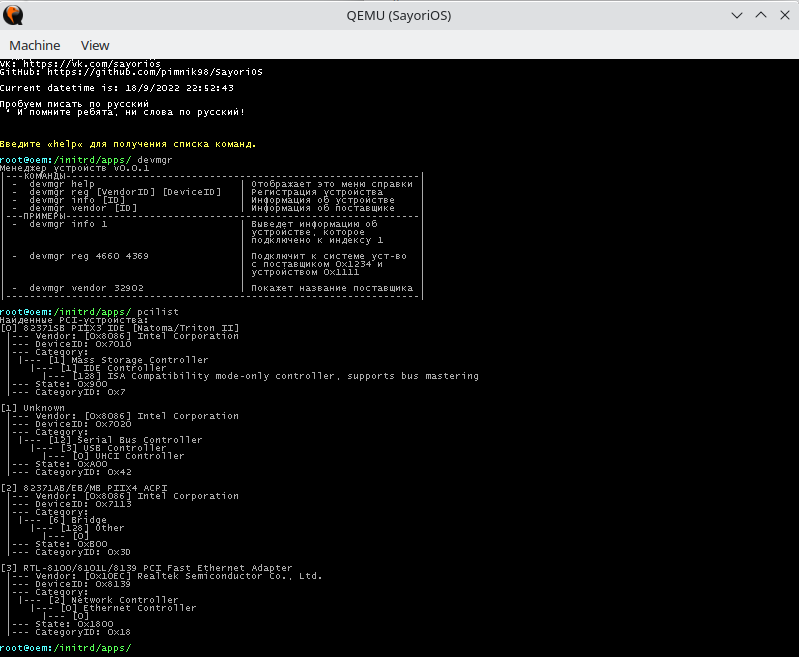 QEMU (SayoriOS)
Machine View
VK: https://vk.com/sayorios
GitHub: https://github.com/pimnik98/SayoriOS
Current datetime is: 18/9/2022 22:52:43
Пробуем писать по русский
* И помните ребята, ни слова по русский!
Введите «help« для получения списка команд.
root@oem:/initrd/apps/ devmgr
Менеджер устройств v0.0.1
|---КОМАНДЫ---------------------------------------------------------|
| - devmgr help | Отображает это меню справки |
| - devmgr reg [VendorID] [DeviceID] | Регистрация устройства |
| - devmgr info [ID] | Информация об устройстве |
| - devmgr vendor [ID] | Информация об поставщике |
|---ПРИМЕРЫ---------------------------------------------------------|
| - devmgr info 1 | Выведет информацию об |
| | устройстве, которое |
| | подключено к индексу 1 |
| - devmgr reg 4660 4369 | Подключит к системе уст-во |
| | с поставщиком 0x1234 и |
| | устройством 0x1111 |
| - devmgr vendor 32902 | Покажет название поставщика |
|--------------------------------------------------------------------|
root@oem:/initrd/apps/ pcilist
Найденные PCI-устройства:
[0] 82371SB PIIX3 IDE [Natoma/Triton II]
|--- Vendor: [0x8086] Intel Corporation
|--- DeviceID: 0x7010
|--- Category:
| |--- [1] Mass Storage Controller
| |--- [1] IDE Controller
| |--- [128] ISA Compatibility mode-only controller, supports bus mastering
|--- State: 0x900
|--- CategoryID: 0x7
[1] Unknown
|--- Vendor: [0x8086] Intel Corporation
|--- DeviceID: 0x7020
|--- Category:
| |--- [12] Serial Bus Controller
| |--- [3] USB Controller
| |--- [0] UHCI Controller
|--- State: 0xA00
|--- CategoryID: 0x42
[2] 82371AB/EB/MB PIIX4 ACPI
|--- Vendor: [0x8086] Intel Corporation
|--- DeviceID: 0x7113
|--- Category:
| |--- [6] Bridge
| |--- [128] Other
| |--- [0]
|--- State: 0xB00
|--- CategoryID: 0x3D
[3] RTL-8100/8101L/8139 PCI Fast Ethernet Adapter
|--- Vendor: [0x10EC] Realtek Semiconductor Co., Ltd.
|--- DeviceID: 0x8139
|--- Category:
| |--- [2] Network Controller
| |--- [0] Ethernet Controller
| |--- [0]
|--- State: 0x1800
|--- CategoryID: 0x18
root@oem:/initrd/apps/